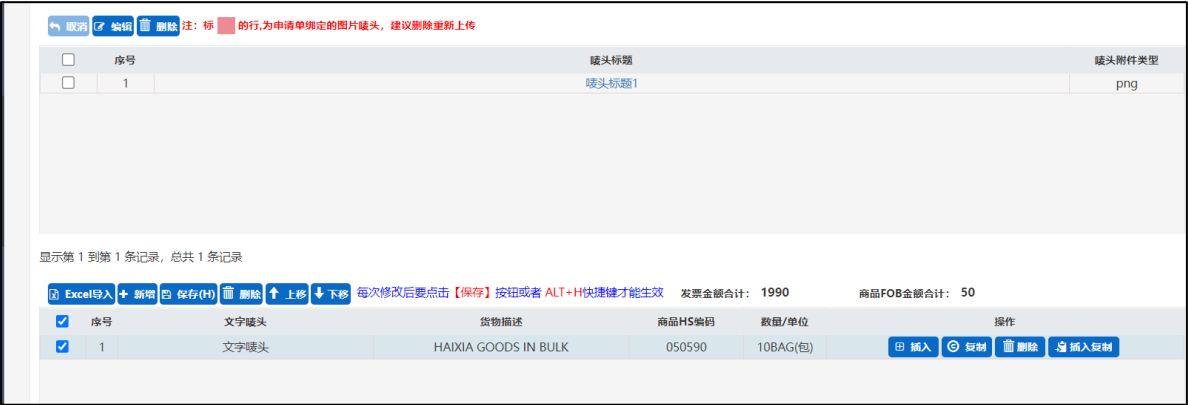 取消 编辑 删除 注：标 的行,为申请单绑定的图片唛头，建议删除重新上传
序号 唛头标题 唛头附件类型
1 唛头标题1 png
显示第 1 到第 1 条记录，总共 1 条记录
Excel导入 新增 保存(H) 删除 上移 下移 每次修改后要点击【保存】按钮或者 ALT+H快捷键才能生效 发票金额合计： 1990 商品FOB金额合计： 50
序号 文字唛头 货物描述 商品HS编码 数量/单位 操作
1 文字唛头 HAIXIA GOODS IN BULK 050590 10BAG(包) 插入 复制 删除 插入复制